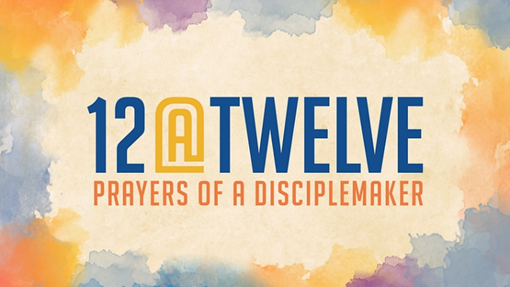 12@TWELVE
PRAYERS OF A DISCIPLEMAKER